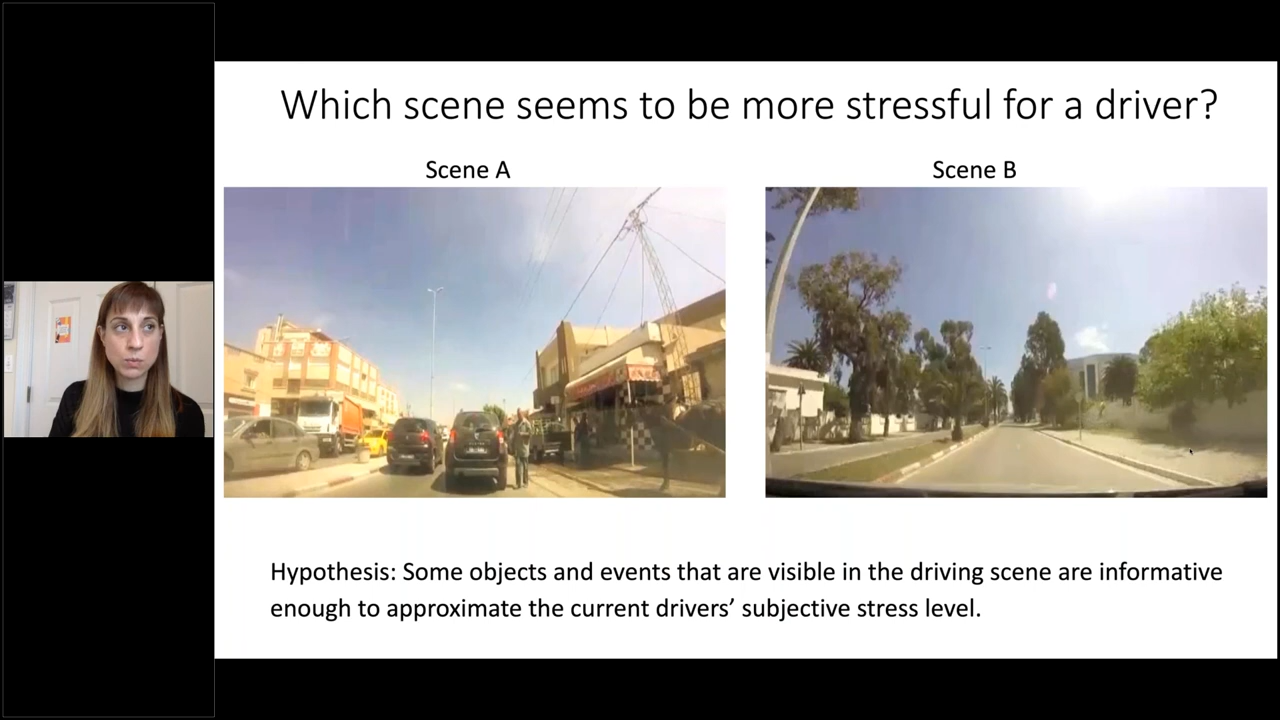 Which scene seems to be more stressful for a driver?
Scene A
Scene B
Hypothesis: Some objects and events that are visible in the driving scene are informative
enough to approximate the current drivers’ subjective stress level.